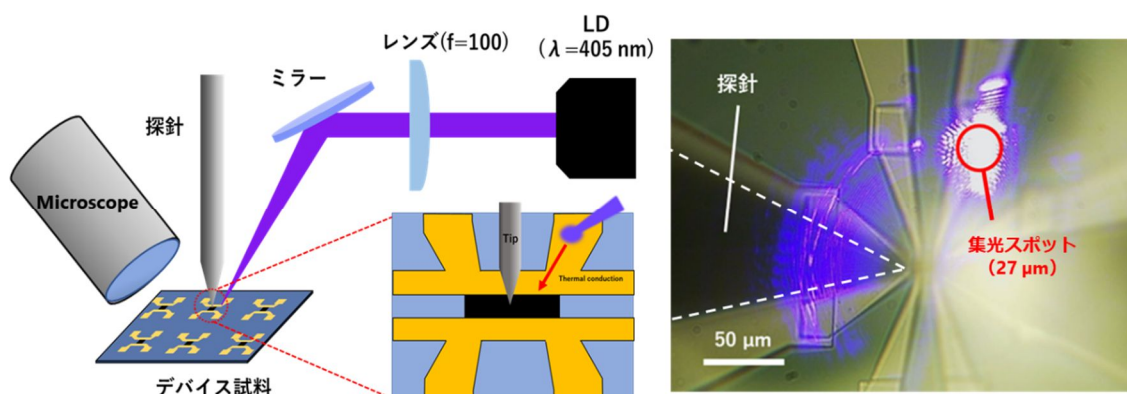 LD
(λ=405 nm)
レンズ(f=100)
ミラー
探針
Microscope
デバイス試料
Tip
Thermal conduction
探針
集光スポット
(27 μm)
50 μm